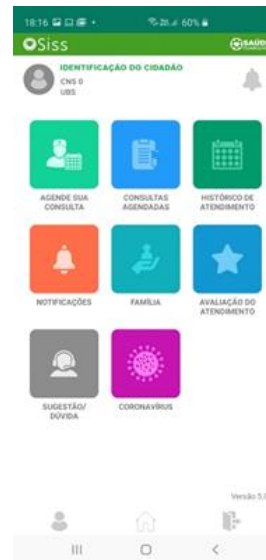 18:16
60%
Siss
SAÚDE
IDENTIFICAÇÃO DO CIDADÃO
CNS 0
UBS
AGENDE SUA
CONSULTA
CONSULTAS
AGENDADAS
HISTÓRICO DE
ATENDIMENTO
NOTIFICAÇÕES
FAMÍLIA
AVALIAÇÃO DO
ATENDIMENTO
SUGESTÃO/
DÚVIDA
CORONAVÍRUS
Versão 5.0